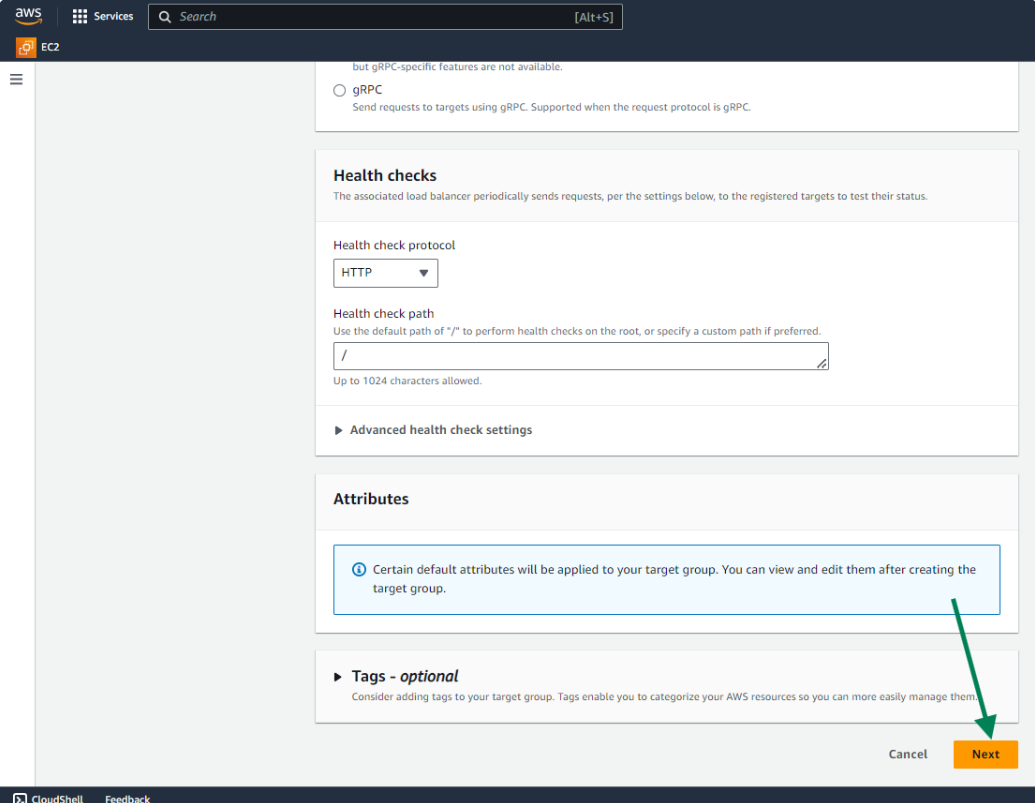 aws
Services
Search
[Alt+S]
EC2
but gRPC-specific features are not available.
gRPC
Send requests to targets using gRPC. Supported when the request protocol is gRPC.
Health checks
The associated load balancer periodically sends requests, per the settings below, to the registered targets to test their status.
Health check protocol
HTTP
Health check path
Use the default path of "/" to perform health checks on the root, or specify a custom path if preferred.
/
Up to 1024 characters allowed.
Advanced health check settings
Attributes
Certain default attributes will be applied to your target group. You can view and edit them after creating the
target group.
Tags - optional
Consider adding tags to your target group. Tags enable you to categorize your AWS resources so you can more easily manage them.
Cancel
Next
CloudShell
Feedback